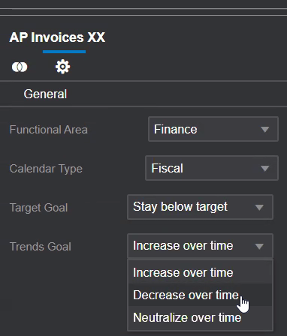 AP Invoices XX
General
Functional Area Finance
Calendar Type Fiscal
Target Goal Stay below target
Trends Goal Increase over time
Increase over time
Decrease over time
Neutralize over time